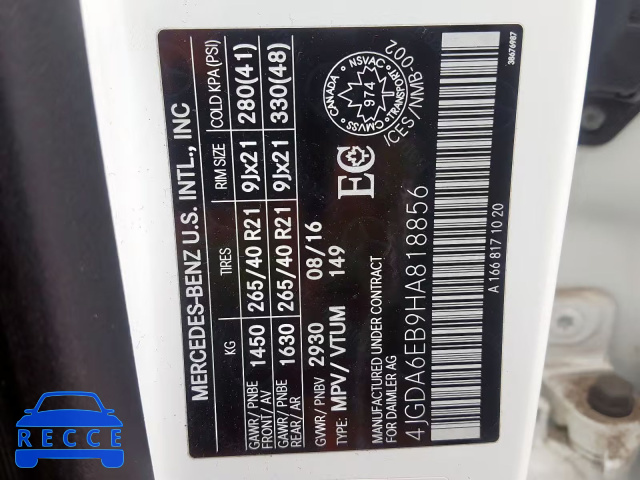 MERCEDES-BENZ U.S. INTL., INC
KG TIRES RIM SIZE COLD KPA (PSI)
GAWR / PNBE 1450 265/40 R21 9Jx21 280(41)
FRONT / AV
GAWR / PNBE 1630 265/40 R21 9Jx21 330(48)
REAR / AR
GVWR / PNBV 2930 08/16
TYPE: MPV/ VTUM 149
MANUFACTURED UNDER CONTRACT
FOR DAIMLER AG
4JGDA6EB9HA818856
A 166 817 10 20
EC
CANADA
NSVAC
974
CMVSS
TRANSPORT
ICES / NMB-002
38676987
RECCE